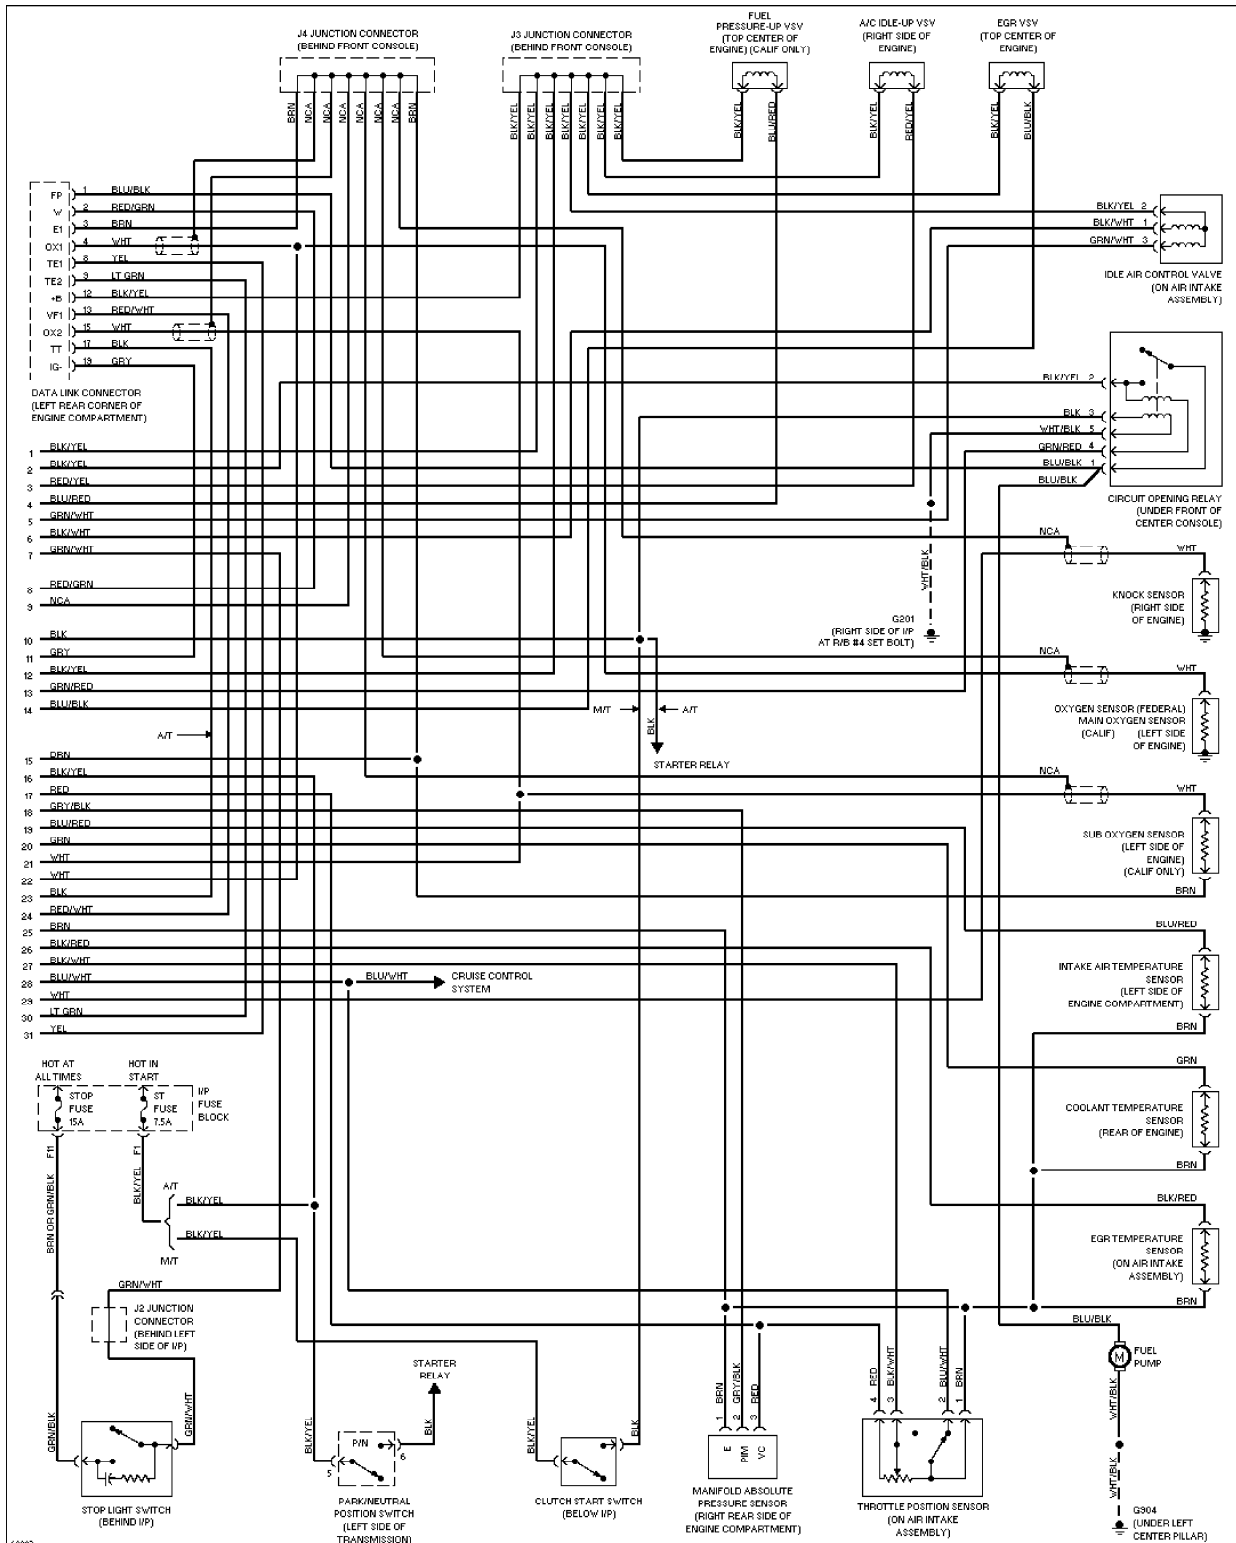 J4 JUNCTION CONNECTOR
(BEHIND FRONT CONSOLE)
J3 JUNCTION CONNECTOR
(BEHIND FRONT CONSOLE)
FUEL
PRESSURE-UP VSV
(TOP CENTER OF
ENGINE) (CALIF ONLY)
A/C IDLE-UP VSV
(RIGHT SIDE OF
ENGINE)
EGR VSV
(TOP CENTER OF
ENGINE)
BRN
NCA
NCA
NCA
NCA
NCA
NCA
BRN
BLK/YEL
BLK/YEL
BLK/YEL
BLK/YEL
BLK/YEL
BLK/YEL
BLK/YEL
BLK/YEL
BLU/RED
BLK/YEL
RED/YEL
BLK/YEL
BLU/BLK
FP 1 BLU/BLK
W 2 RED/GRN
E1 3 BRN
OX1 4 WHT
TE1 8 YEL
TE2 9 LT GRN
+B 12 BLK/YEL
VF1 13 RED/WHT
OX2 15 WHT
TT 17 BLK
IG- 19 GRY
DATA LINK CONNECTOR
(LEFT REAR CORNER OF
ENGINE COMPARTMENT)
BLK/YEL 2
BLK/WHT 1
GRN/WHT 3
IDLE AIR CONTROL VALVE
(ON AIR INTAKE
ASSEMBLY)
BLK/YEL 2
BLK 3
WHT/BLK 5
GRN/RED 4
BLU/BLK 1
BLU/BLK
CIRCUIT OPENING RELAY
(UNDER FRONT OF
CENTER CONSOLE)
1 BLK/YEL
2 BLK/YEL
3 RED/YEL
4 BLU/RED
5 GRN/WHT
6 BLK/WHT
7 GRN/WHT
8 RED/GRN
9 NCA
10 BLK
11 GRY
12 BLK/YEL
13 GRN/RED
14 BLU/BLK
A/T
15 BRN
16 BLK/YEL
17 RED
18 GRY/BLK
19 BLU/RED
20 GRN
21 WHT
22 WHT
23 BLK
24 RED/WHT
25 BRN
26 BLK/RED
27 BLK/WHT
28 BLU/WHT
29 WHT
30 LT GRN
31 YEL
WHT/BLK
G201
(RIGHT SIDE OF I/P
AT R/B #4 SET BOLT)
M/T
A/T
BLK
STARTER RELAY
BLU/WHT
CRUISE CONTROL
SYSTEM
NCA
WHT
KNOCK SENSOR
(RIGHT SIDE
OF ENGINE)
NCA
WHT
OXYGEN SENSOR (FEDERAL)
MAIN OXYGEN SENSOR
(CALIF) (LEFT SIDE
OF ENGINE)
NCA
WHT
SUB OXYGEN SENSOR
(LEFT SIDE OF
ENGINE)
(CALIF ONLY)
BRN
BLU/RED
INTAKE AIR TEMPERATURE
SENSOR
(LEFT SIDE OF
ENGINE COMPARTMENT)
BRN
GRN
COOLANT TEMPERATURE
SENSOR
(REAR OF ENGINE)
BRN
BLK/RED
EGR TEMPERATURE
SENSOR
(ON AIR INTAKE
ASSEMBLY)
BRN
HOT AT
ALL TIMES
HOT IN
START
STOP
FUSE
15A
ST
FUSE
7.5A
I/P
FUSE
BLOCK
F11
F1
BRN OR GRN/BLK
BLK/YEL
A/T
BLK/YEL
BLK/YEL
M/T
GRN/WHT
J2 JUNCTION
CONNECTOR
(BEHIND LEFT
SIDE OF I/P)
GRN/BLK
GRN/WHT
STOP LIGHT SWITCH
(BEHIND I/P)
STARTER
RELAY
BLK/YEL
BLK
P/N
5
6
PARK/NEUTRAL
POSITION SWITCH
(LEFT SIDE OF
TRANSMISSION)
BLK/YEL
BLK
CLUTCH START SWITCH
(BELOW I/P)
BRN
GRY/BLK
RED
1
2
3
E
PIM
VC
MANIFOLD ABSOLUTE
PRESSURE SENSOR
(RIGHT REAR SIDE OF
ENGINE COMPARTMENT)
RED
BLK/WHT
BLU/WHT
BRN
4
3
2
1
THROTTLE POSITION SENSOR
(ON AIR INTAKE
ASSEMBLY)
BLU/BLK
M
FUEL
PUMP
WHT/BLK
WHT/BLK
G904
(UNDER LEFT
CENTER PILLAR)